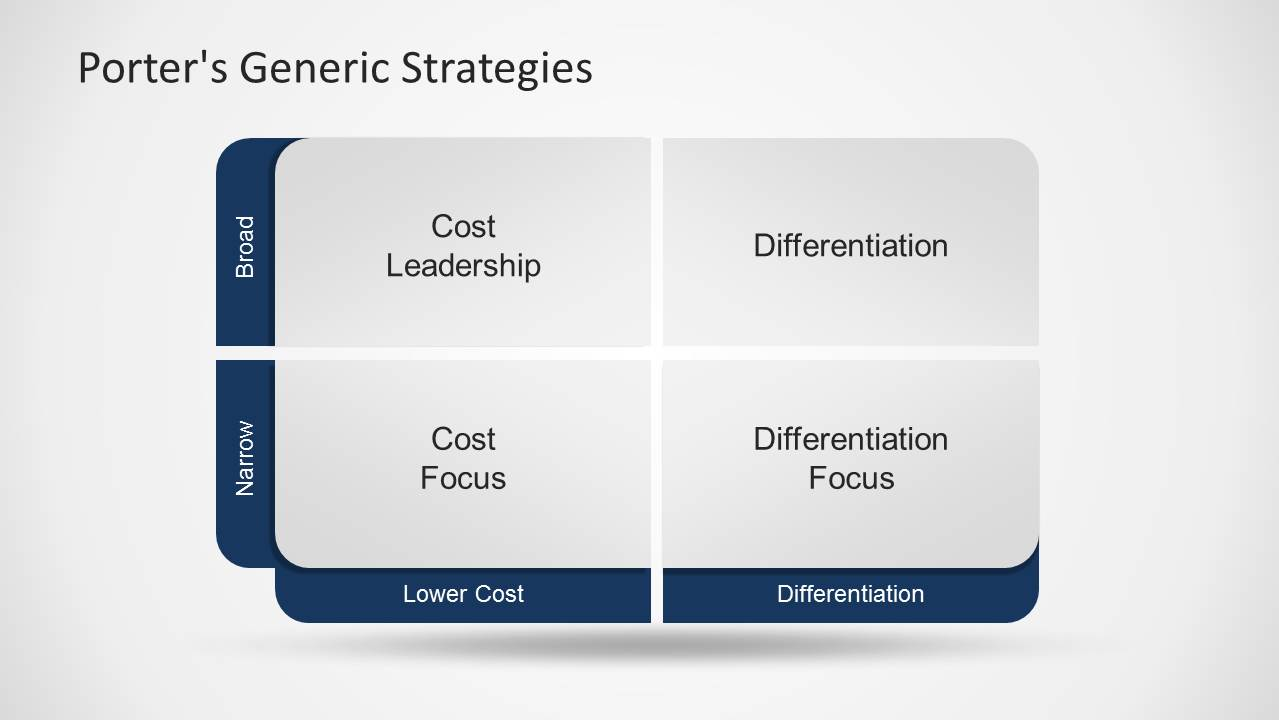 Porter's Generic Strategies
Broad
Cost
Leadership
Differentiation
Narrow
Cost
Focus
Differentiation
Focus
Lower Cost
Differentiation